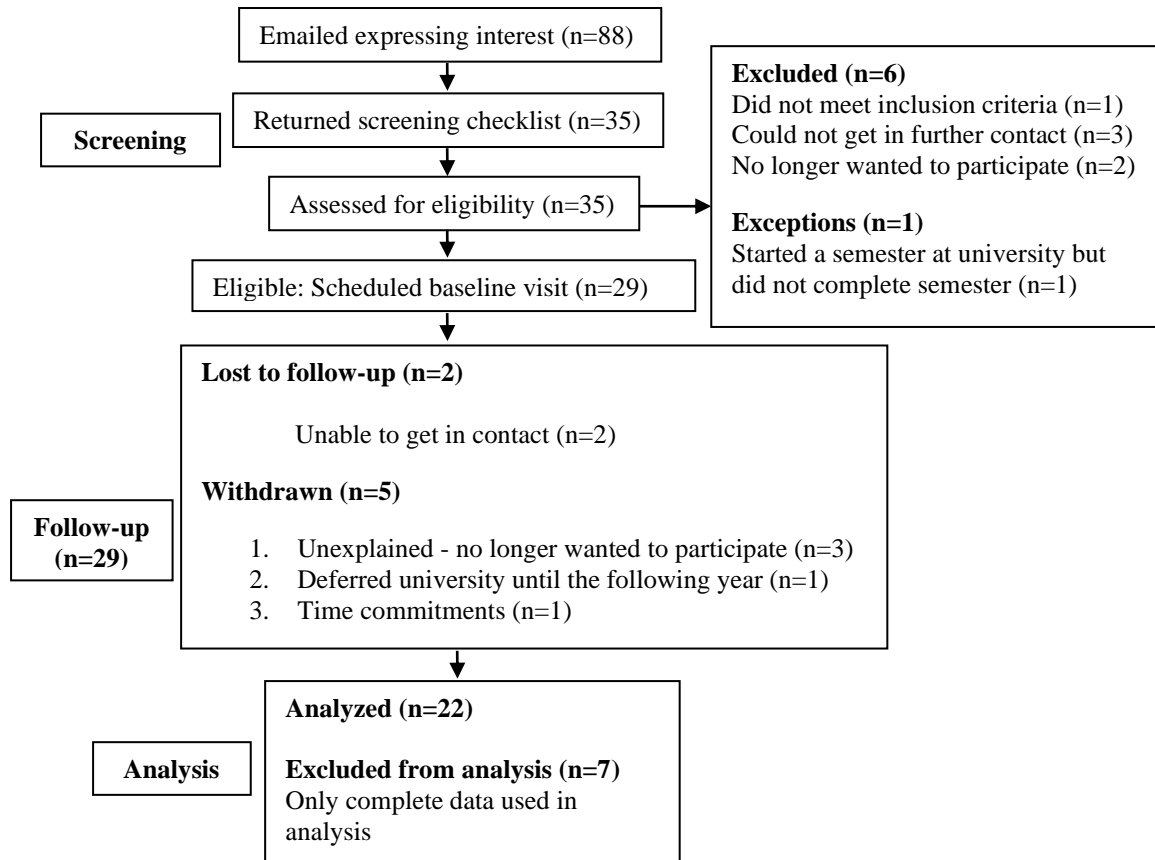 Emailed expressing interest (n=88)
Excluded (n=6)
Did not meet inclusion criteria (n=1)
Could not get in further contact (n=3)
No longer wanted to participate (n=2)
Exceptions (n=1)
Started a semester at university but
did not complete semester (n=1)
Screening
Returned screening checklist (n=35)
Assessed for eligibility (n=35)
Eligible: Scheduled baseline visit (n=29)
Follow-up
(n=29)
Lost to follow-up (n=2)
Unable to get in contact (n=2)
Withdrawn (n=5)
1. Unexplained - no longer wanted to participate (n=3)
2. Deferred university until the following year (n=1)
3. Time commitments (n=1)
Analysis
Analyzed (n=22)
Excluded from analysis (n=7)
Only complete data used in
analysis